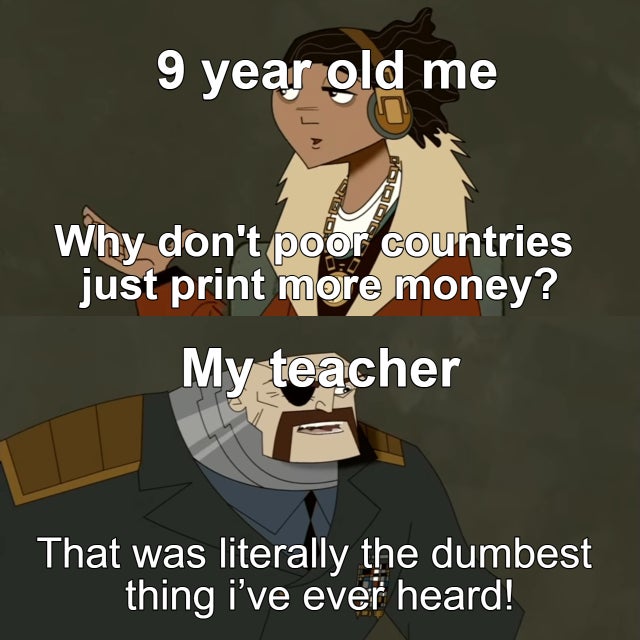 9 year old me
Why don't poor countries
just print more money?
My teacher
That was literally the dumbest
thing i’ve ever heard!